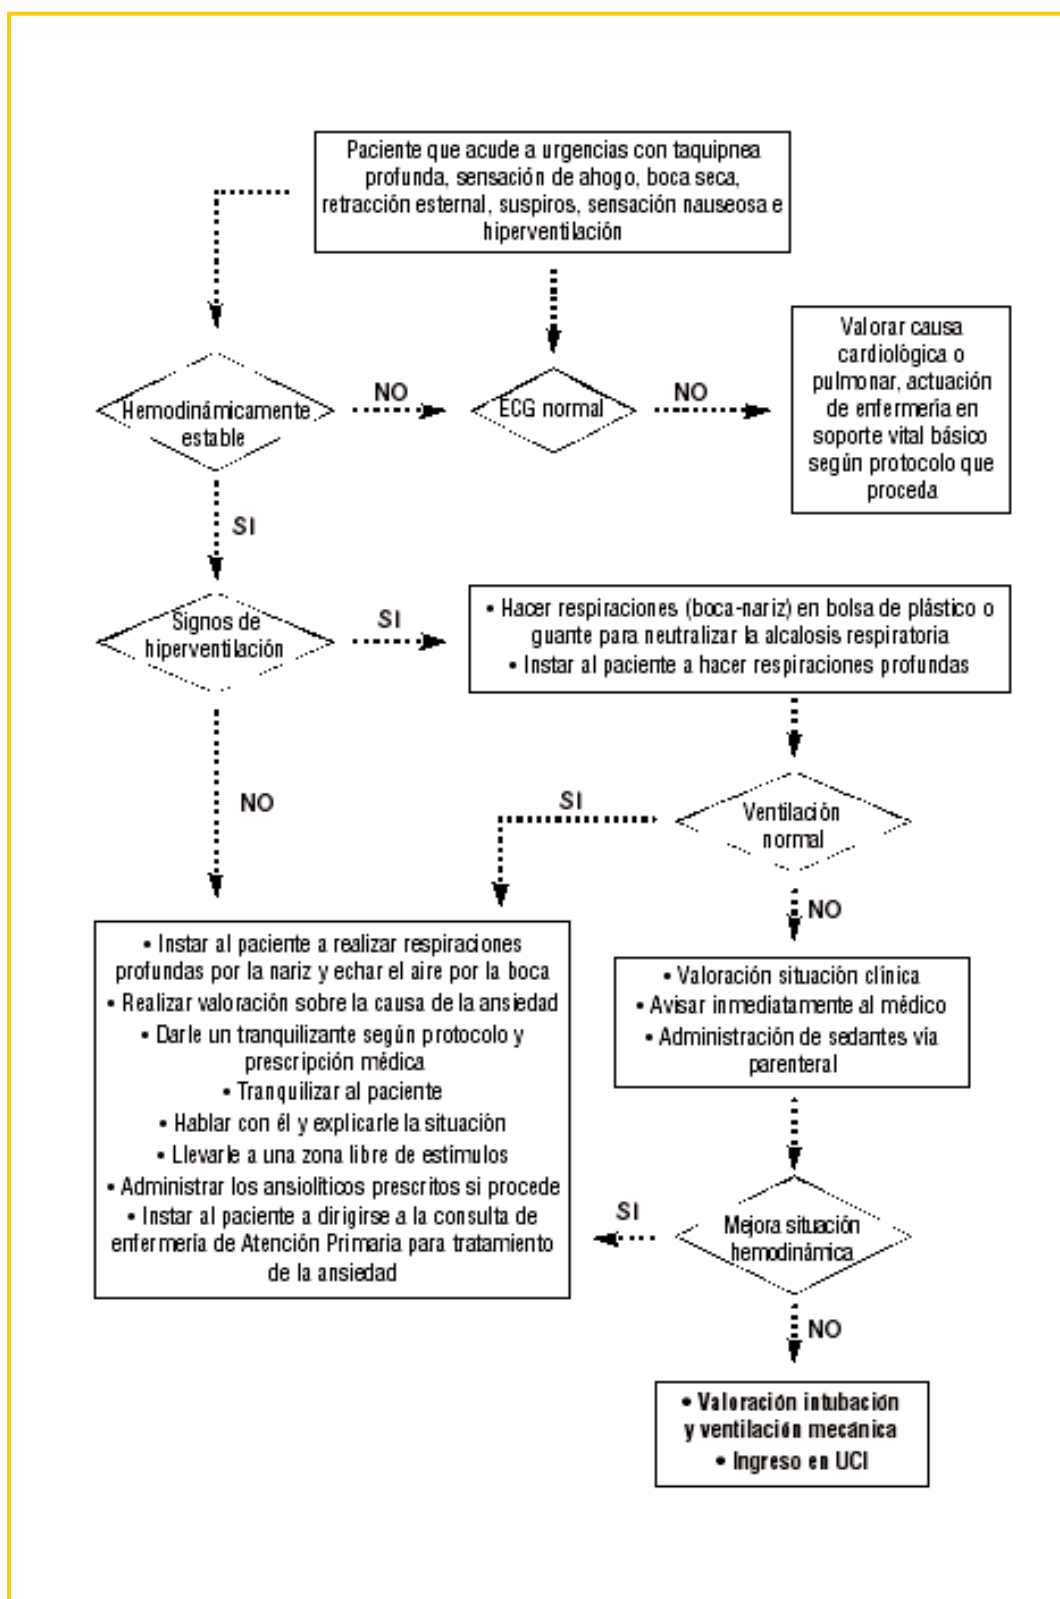 Paciente que acude a urgencias con taquipnea
profunda, sensación de ahogo, boca seca,
retracción esternal, suspiros, sensación nauseosa e
hiperventilación
Hemodinámicamente
estable
NO
ECG normal
NO
Valorar causa
cardiológica o
pulmonar, actuación
de enfermería en
soporte vital básico
según protocolo que
proceda
SI
Signos de
hiperventilación
SI
• Hacer respiraciones (boca-nariz) en bolsa de plástico o
guante para neutralizar la alcalosis respiratoria
• Instar al paciente a hacer respiraciones profundas
NO
SI
Ventilación
normal
NO
• Instar al paciente a realizar respiraciones
profundas por la nariz y echar el aire por la boca
• Realizar valoración sobre la causa de la ansiedad
• Darle un tranquilizante según protocolo y
prescripción médica
• Tranquilizar al paciente
• Hablar con él y explicarle la situación
• Llevarle a una zona libre de estímulos
• Administrar los ansiolíticos prescritos si procede
• Instar al paciente a dirigirse a la consulta de
enfermería de Atención Primaria para tratamiento
de la ansiedad
• Valoración situación clínica
• Avisar inmediatamente al médico
• Administración de sedantes vía
parenteral
SI
Mejora situación
hemodinámica
NO
• Valoración intubación
y ventilación mecánica
• Ingreso en UCI